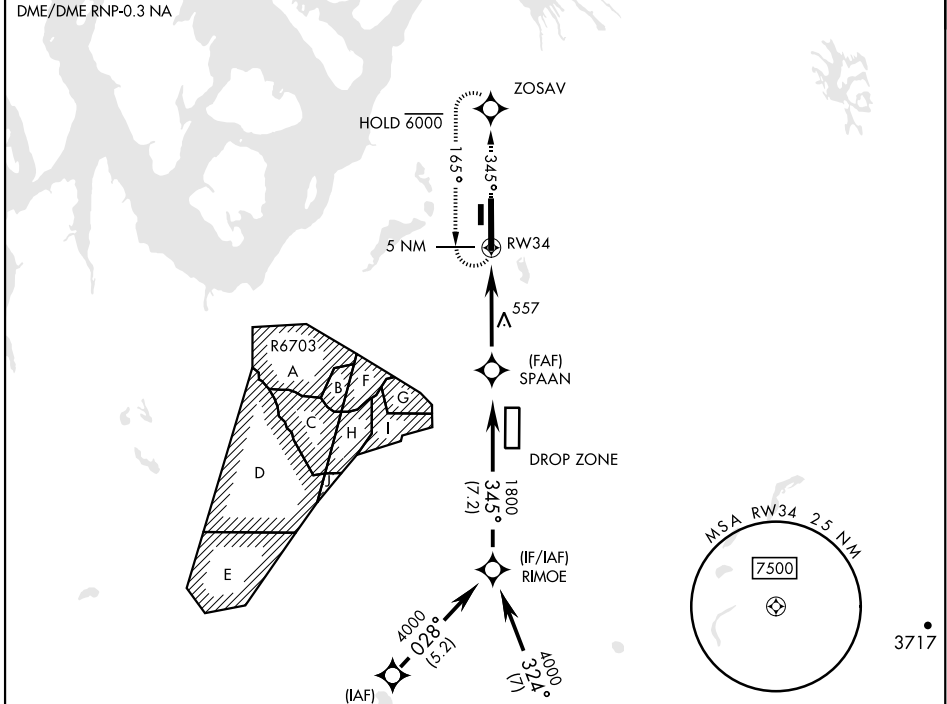 DME/DME RNP-0.3 NA
ZOSAV
HOLD 6000
165°
345°
5 NM
RW34
557
(FAF)
SPAAN
R6703
A
B
F
G
C
H
I
D
J
E
DROP ZONE
1800
345°
(7.2)
(IF/IAF)
RIMOE
4000
028°
(5.2)
(IAF)
4000
324°
(7)
MSA RW34 25 NM
7500
3717